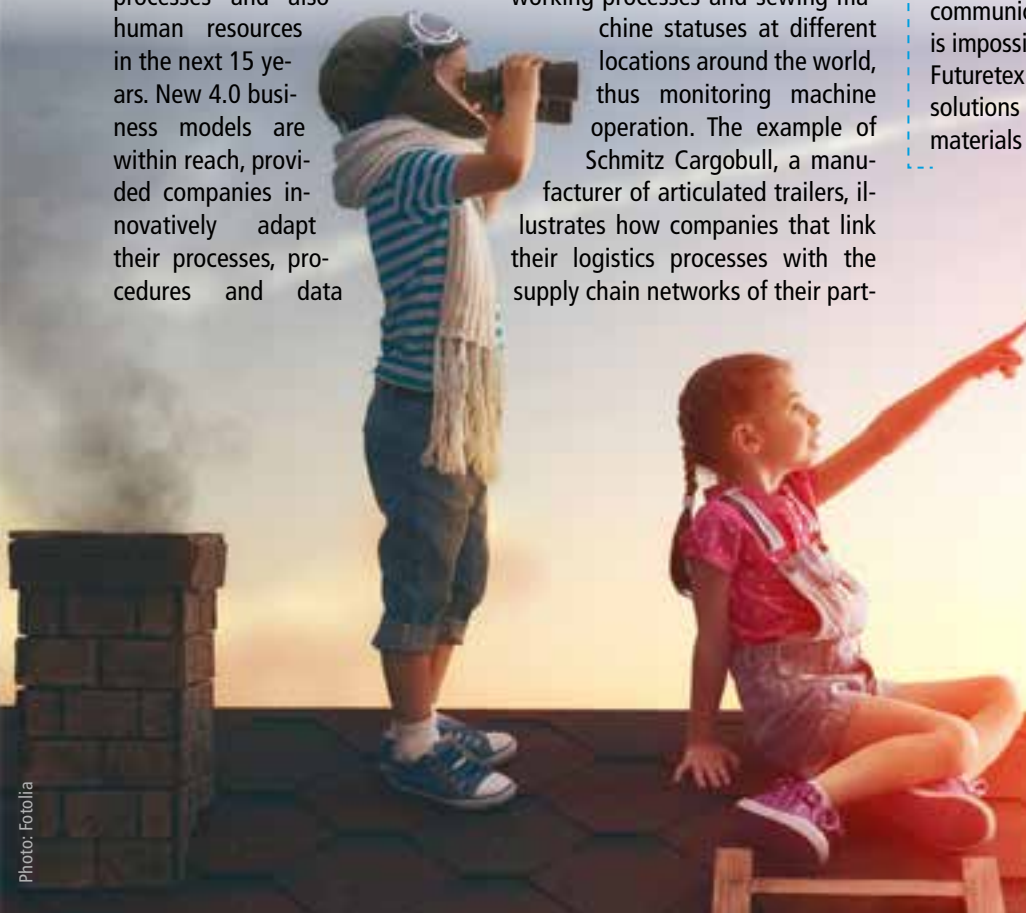 processes and also
human resources
in the next 15 ye-
ars. New 4.0 busi-
ness models are
within reach, provi-
ded companies in-
novatively adapt
their processes, pro-
cedures and data
working processes and sewing ma-
chine statuses at different
locations around the world,
thus monitoring machine
operation. The example of
Schmitz Cargobull, a manu-
facturer of articulated trailers, il-
lustrates how companies that link
their logistics processes with the
supply chain networks of their part-
is
Futuretex
solutions
materials
Photo: Fotolia